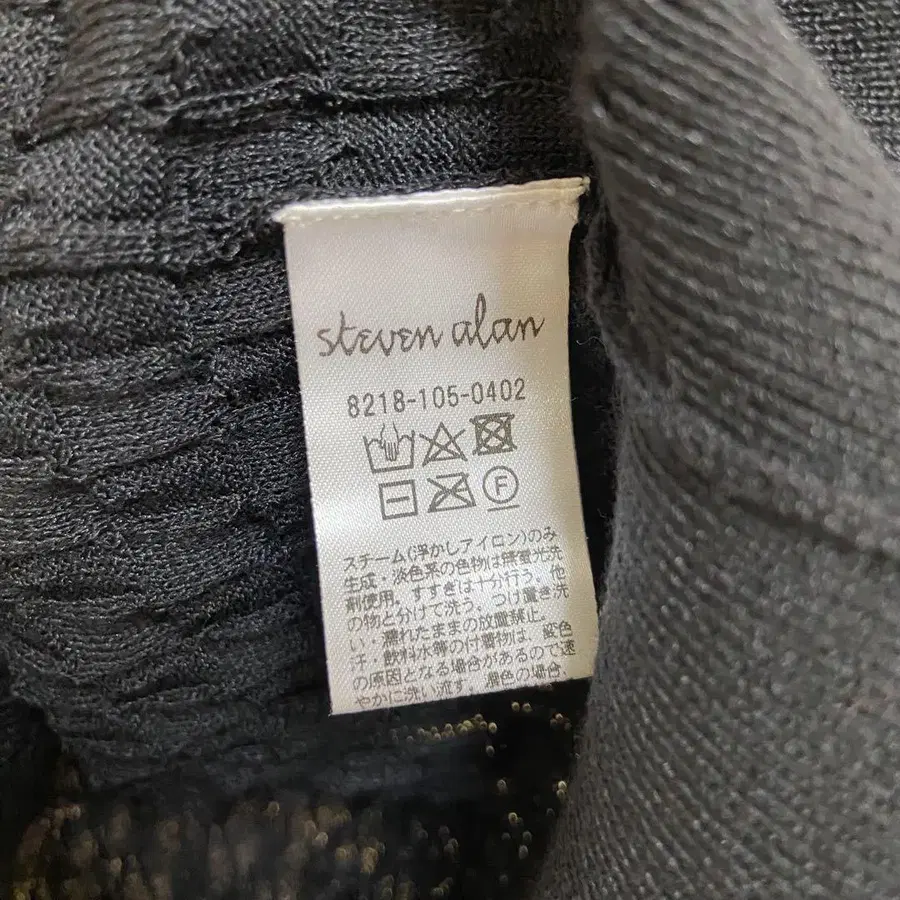 steven alan
8218-105-0402
F
スチーム(浮かしアイロン)のみ
生成・淡色系の色物は無蛍光洗
剤使用。すすぎは十分行う。他
の物と分けて洗う。つけ置き洗
い・濡れたままの放置禁止。
汗・飲料水等の付着物は、変色
の原因となる場合があるので速
やかに洗い流す。濃色の場合、